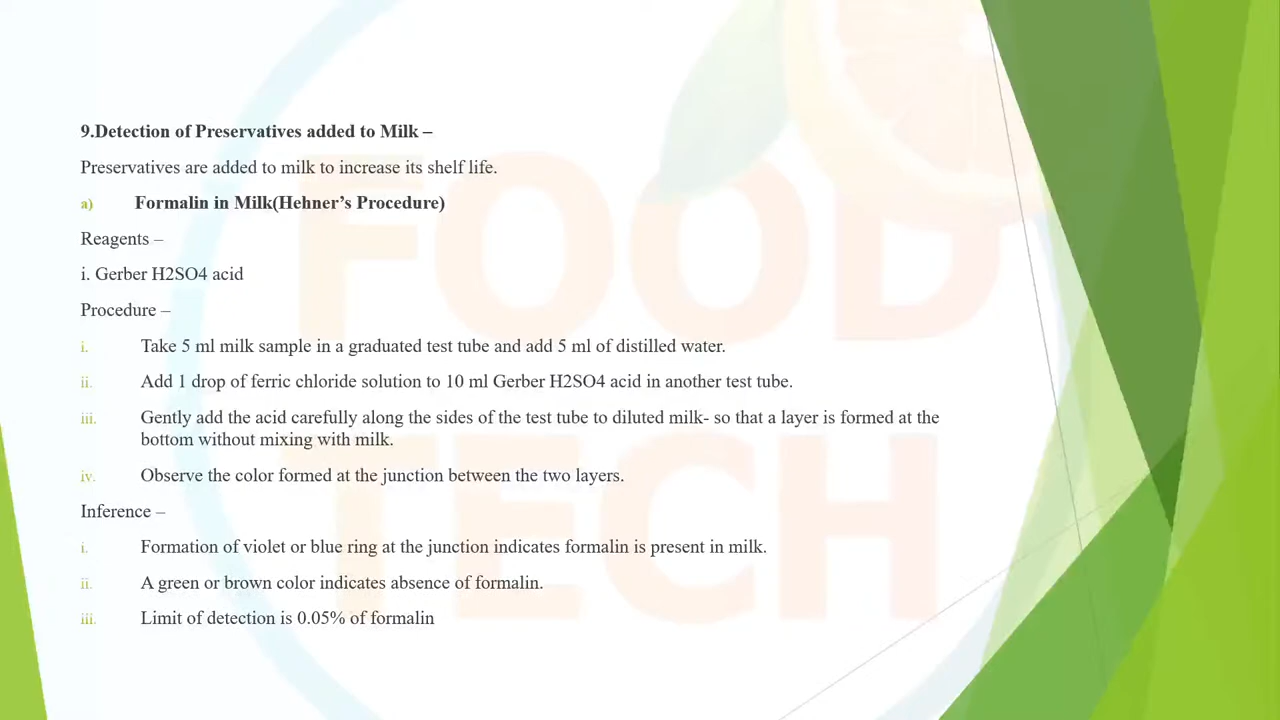 9.Detection of Preservatives added to Milk –
Preservatives are added to milk to increase its shelf life.
a) Formalin in Milk(Hehner’s Procedure)
Reagents –
i. Gerber H2SO4 acid
Procedure –
i. Take 5 ml milk sample in a graduated test tube and add 5 ml of distilled water.
ii. Add 1 drop of ferric chloride solution to 10 ml Gerber H2SO4 acid in another test tube.
iii. Gently add the acid carefully along the sides of the test tube to diluted milk- so that a layer is formed at the
bottom without mixing with milk.
iv. Observe the color formed at the junction between the two layers.
Inference –
i. Formation of violet or blue ring at the junction indicates formalin is present in milk.
ii. A green or brown color indicates absence of formalin.
iii. Limit of detection is 0.05% of formalin
FOOD
TECH